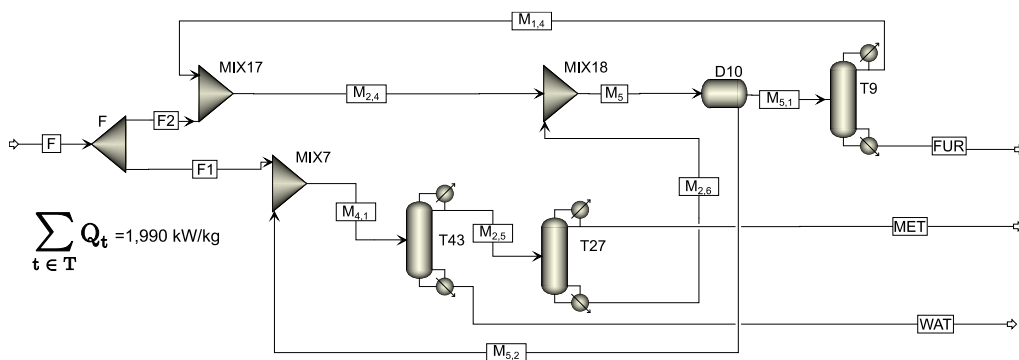 M1,4
MIX17
MIX18
D10
T9
M2,4
M5
M5,1
F
F2
F
F1
FUR
MIX7
M2,6
M4,1
T43
M2,5
T27
MET
∑ Qt =1,990 kW/kg
t ∈ T
WAT
M5,2